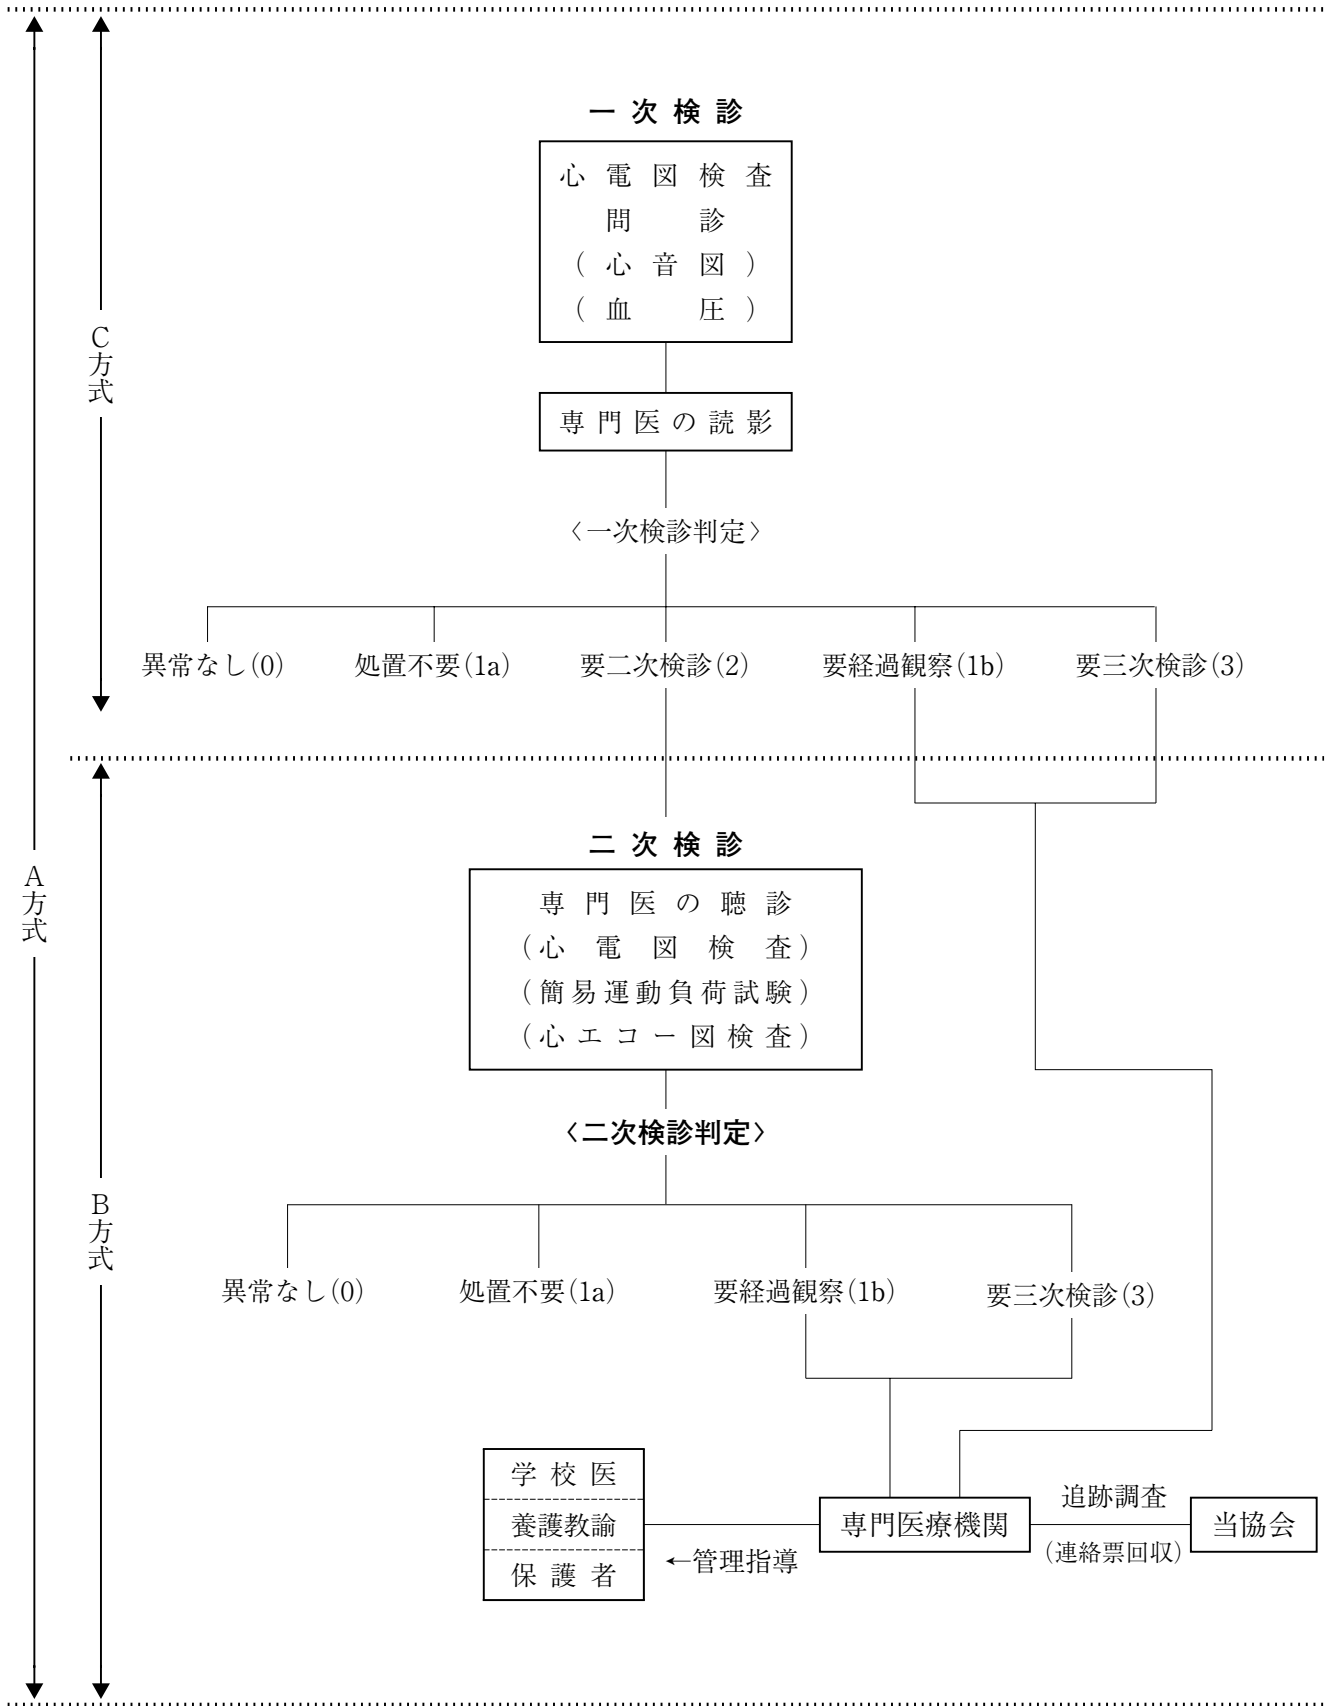 一次検診
心電図検査
問診
(心音図)
(血圧)
C方式
専門医の読影
〈一次検診判定〉
異常なし(0) 処置不要(1a) 要二次検診(2) 要経過観察(1b) 要三次検診(3)
二次検診
A方式
専門医の聴診
(心電図検査)
(簡易運動負荷試験)
(心エコー図検査)
〈二次検診判定〉
B方式
異常なし(0) 処置不要(1a) 要経過観察(1b) 要三次検診(3)
学校医
養護教諭
保護者
←管理指導
専門医療機関
追跡調査
(連絡票回収)
当協会